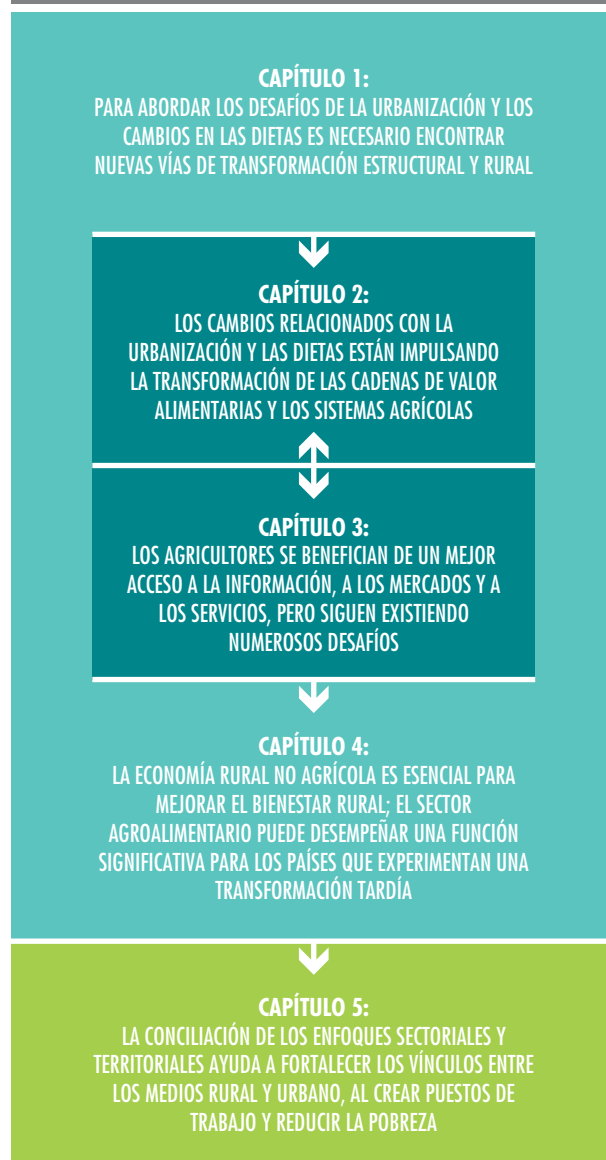 CAPÍTULO 1:
PARA ABORDAR LOS DESAFÍOS DE LA URBANIZACIÓN Y LOS
CAMBIOS EN LAS DIETAS ES NECESARIO ENCONTRAR
NUEVAS VÍAS DE TRANSFORMACIÓN ESTRUCTURAL Y RURAL
CAPÍTULO 2:
LOS CAMBIOS RELACIONADOS CON LA
URBANIZACIÓN Y LAS DIETAS ESTÁN IMPULSANDO
LA TRANSFORMACIÓN DE LAS CADENAS DE VALOR
ALIMENTARIAS Y LOS SISTEMAS AGRÍCOLAS
CAPÍTULO 3:
LOS AGRICULTORES SE BENEFICIAN DE UN MEJOR
ACCESO A LA INFORMACIÓN, A LOS MERCADOS Y A
LOS SERVICIOS, PERO SIGUEN EXISTIENDO
NUMEROSOS DESAFÍOS
CAPÍTULO 4:
LA ECONOMÍA RURAL NO AGRÍCOLA ES ESENCIAL PARA
MEJORAR EL BIENESTAR RURAL; EL SECTOR
AGROALIMENTARIO PUEDE DESEMPEÑAR UNA FUNCIÓN
SIGNIFICATIVA PARA LOS PAÍSES QUE EXPERIMENTAN UNA
TRANSFORMACIÓN TARDÍA
CAPÍTULO 5:
LA CONCILIACIÓN DE LOS ENFOQUES SECTORIALES Y
TERRITORIALES AYUDA A FORTALECER LOS VÍNCULOS ENTRE
LOS MEDIOS RURAL Y URBANO, AL CREAR PUESTOS DE
TRABAJO Y REDUCIR LA POBREZA